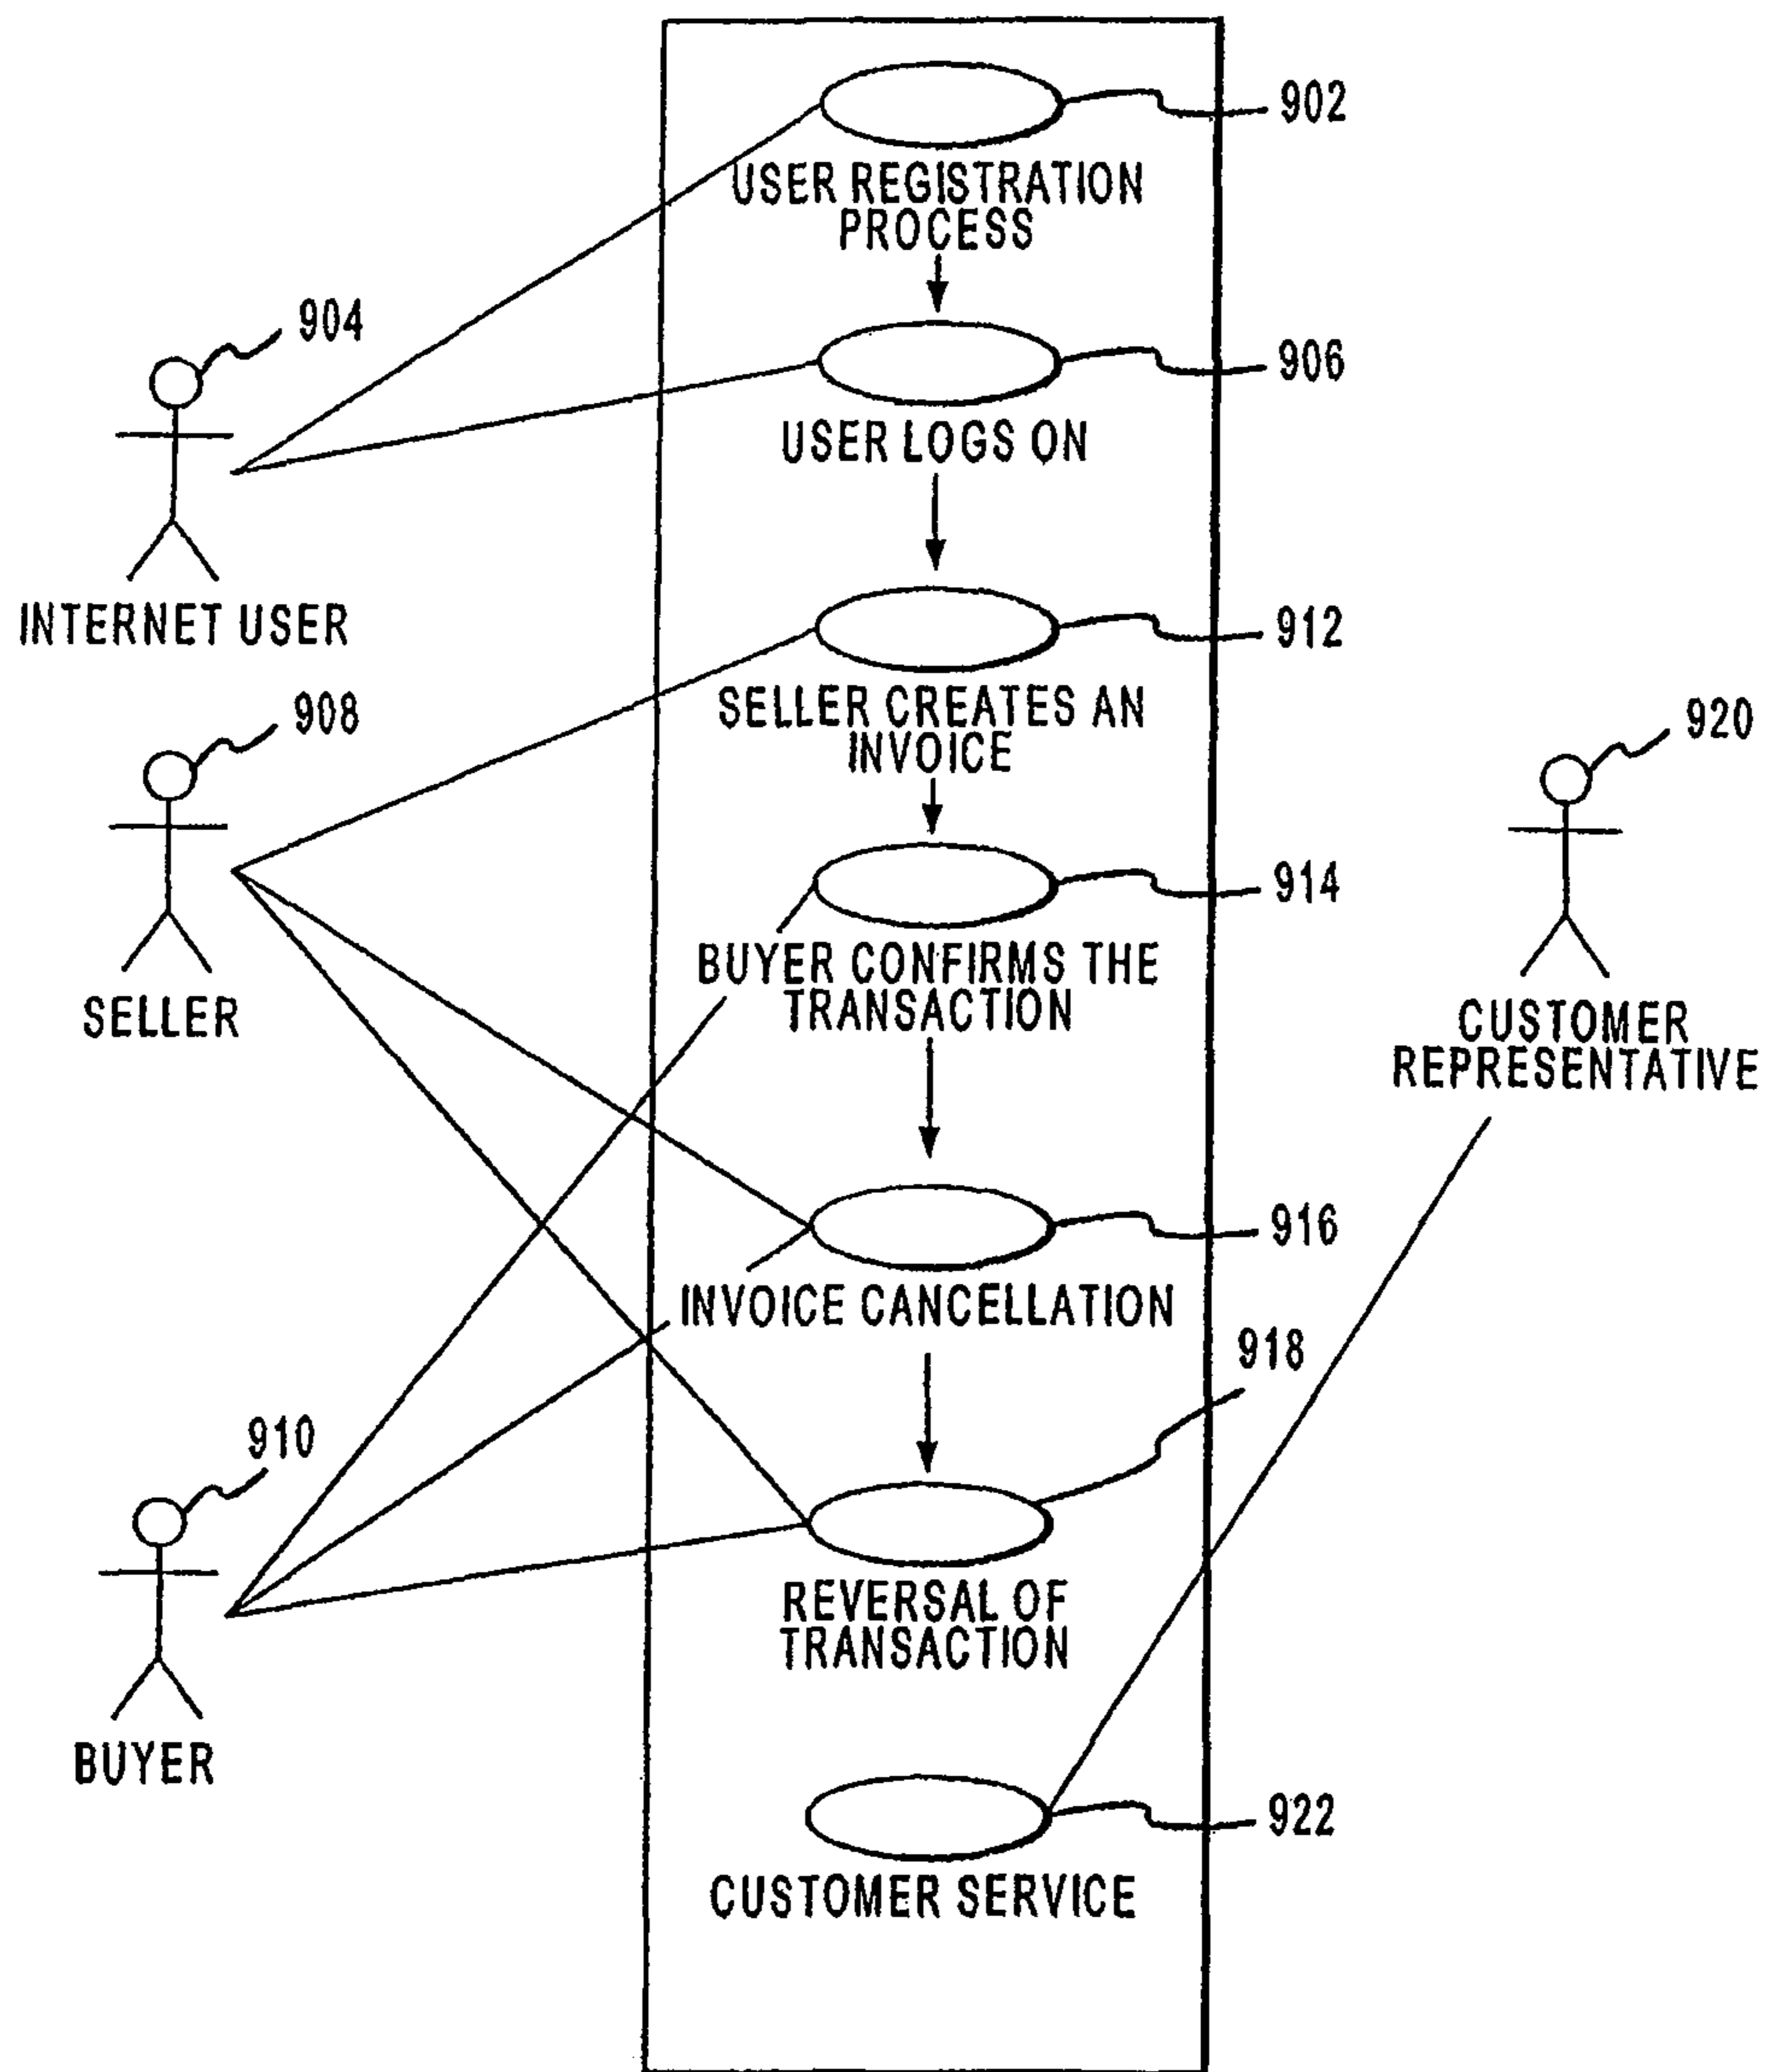 902
USER REGISTRATION
PROCESS
904
906
USER LOGS ON
INTERNET USER
912
SELLER CREATES AN
INVOICE
908
920
914
BUYER CONFIRMS THE
TRANSACTION
SELLER
CUSTOMER
REPRESENTATIVE
916
INVOICE CANCELLATION
918
910
REVERSAL OF
TRANSACTION
BUYER
922
CUSTOMER SERVICE